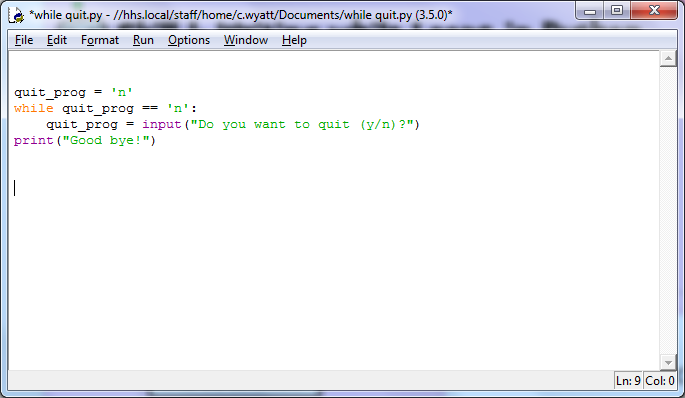 *while quit.py - //hhs.local/staff/home/c.wyatt/Documents/while quit.py (3.5.0)*
File Edit Format Run Options Window Help
quit_prog = 'n'
while quit_prog == 'n':
    quit_prog = input("Do you want to quit (y/n)?")
print("Good bye!")
Ln: 9 Col: 0